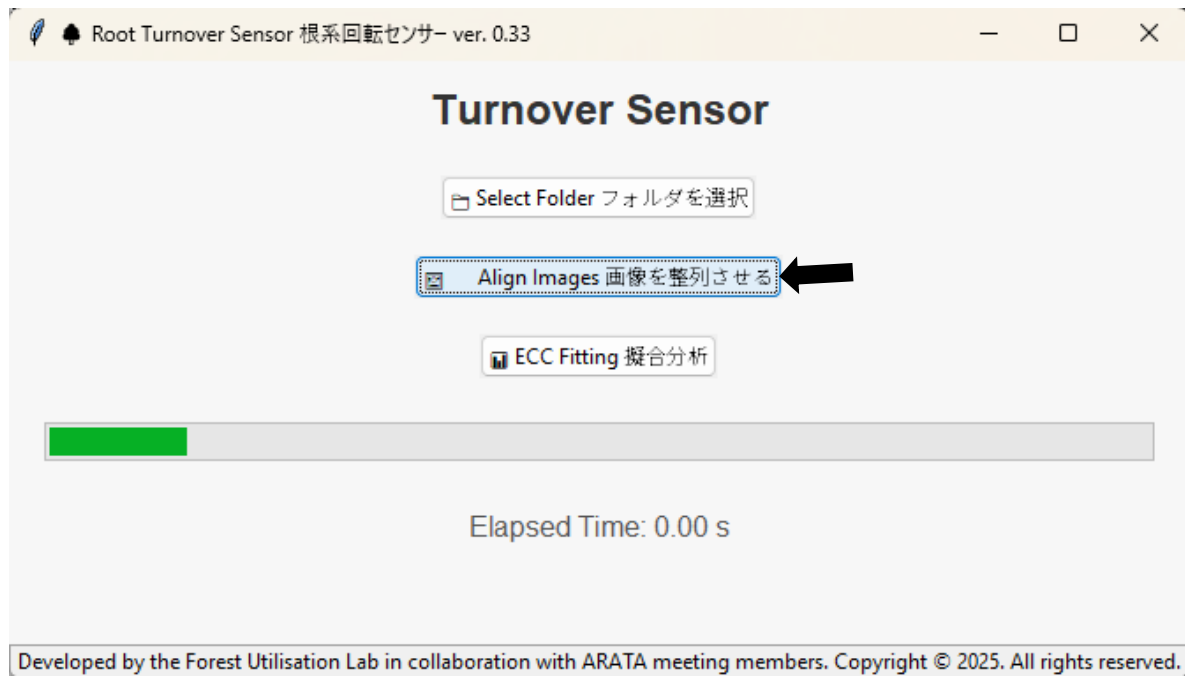 Root Turnover Sensor 根系回転センサー ver. 0.33
Turnover Sensor
Select Folder フォルダを選択
Align Images 画像を整列させる
ECC Fitting 擬合分析
Elapsed Time: 0.00 s
Developed by the Forest Utilisation Lab in collaboration with ARATA meeting members. Copyright © 2025. All rights reserved.